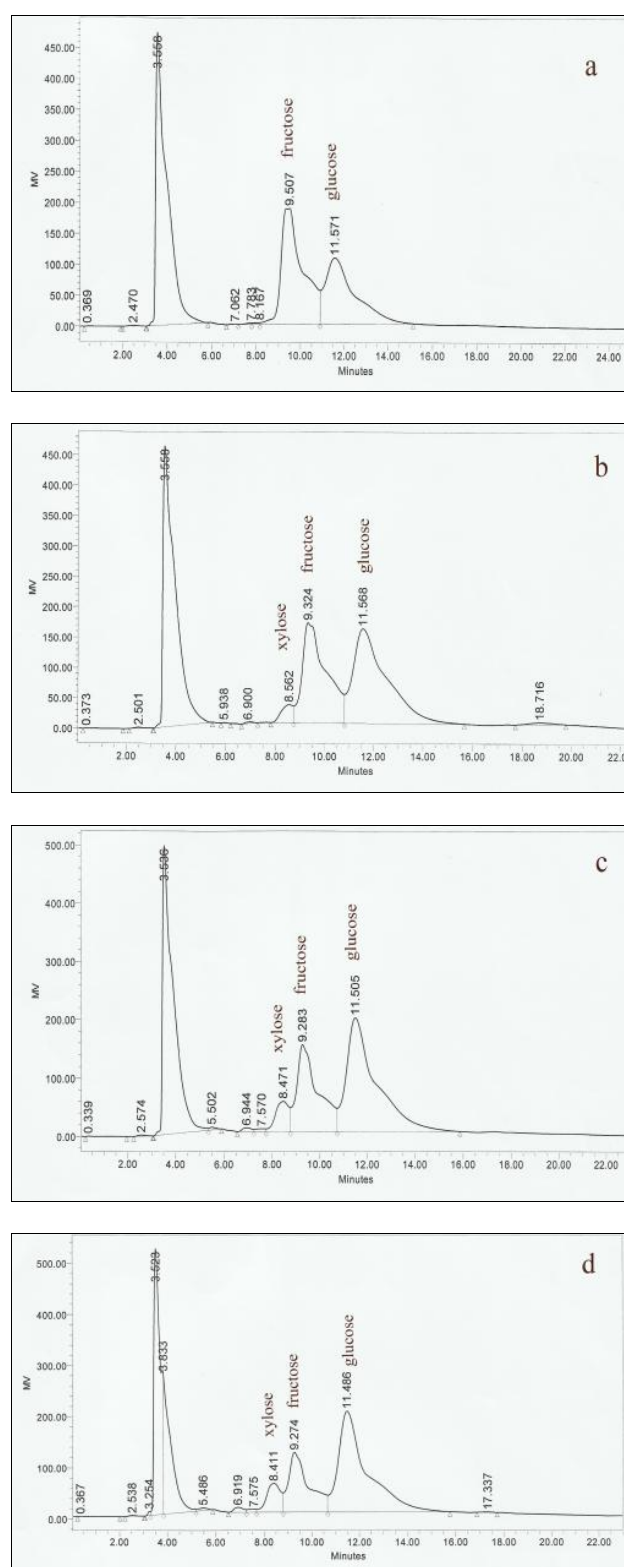 a
450.00
400.00
350.00
300.00
250.00
200.00
150.00
100.00
50.00
0.00
MV
0.369
2.470
3.558
7.062
7.783
8.167
fructose
9.507
glucose
11.571
2.00 4.00 6.00 8.00 10.00 12.00 14.00 16.00 18.00 20.00 22.00 24.00
Minutes
b
450.00
400.00
350.00
300.00
250.00
200.00
150.00
100.00
50.00
0.00
MV
0.373
2.501
3.558
5.938
6.900
xylose
8.562
fructose
9.324
glucose
11.568
18.716
2.00 4.00 6.00 8.00 10.00 12.00 14.00 16.00 18.00 20.00 22.00
Minutes
c
500.00
400.00
300.00
200.00
100.00
0.00
MV
0.339
2.574
3.536
5.502
6.944
7.570
xylose
8.471
fructose
9.283
glucose
11.505
2.00 4.00 6.00 8.00 10.00 12.00 14.00 16.00 18.00 20.00 22.00
Minutes
d
500.00
400.00
300.00
200.00
100.00
0.00
MV
0.367
2.538
3.254
3.523
3.833
5.486
6.919
7.575
xylose
8.411
fructose
9.274
glucose
11.486
17.337
2.00 4.00 6.00 8.00 10.00 12.00 14.00 16.00 18.00 20.00 22.00
Minutes